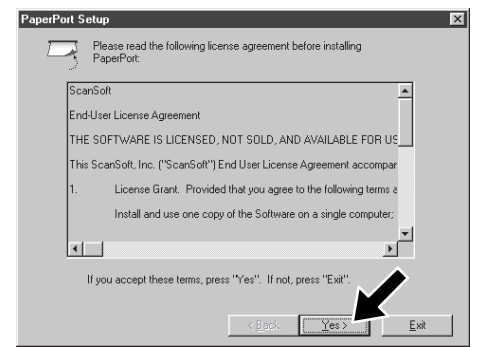 PaperPort Setup
Please read the following license agreement before installing
PaperPort:
ScanSoft
End-User License Agreement
THE SOFTWARE IS LICENSED, NOT SOLD, AND AVAILABLE FOR US
This ScanSoft, Inc. ("ScanSoft") End User License Agreement accompan
1. License Grant. Provided that you agree to the following terms a
Install and use one copy of the Software on a single computer;
If you accept these terms, press "Yes". If not, press "Exit".
< Back Yes > Exit